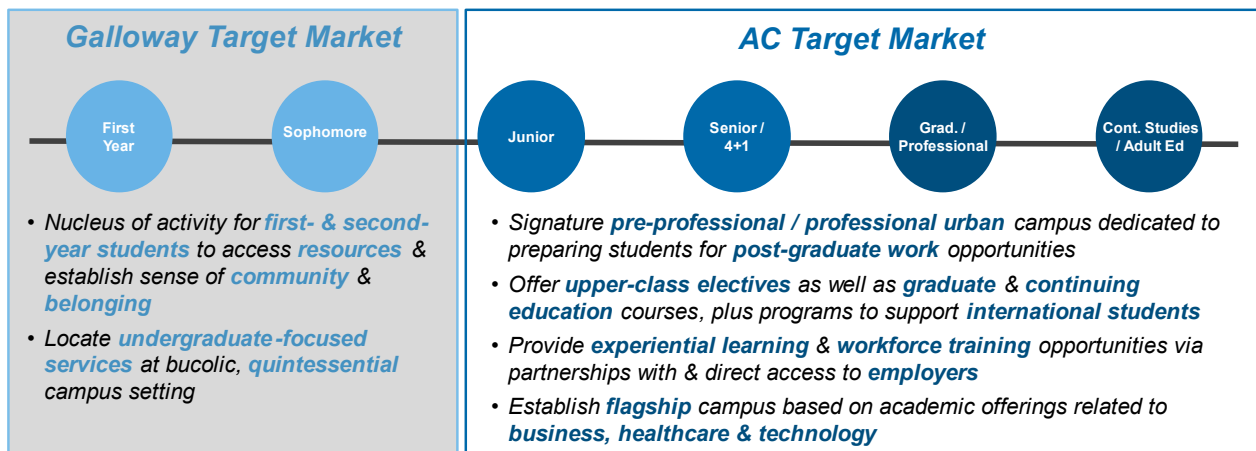 Galloway Target Market
First
Year
Sophomore
• Nucleus of activity for first- & second-
year students to access resources &
establish sense of community &
belonging
• Locate undergraduate-focused
services at bucolic, quintessential
campus setting
AC Target Market
Junior
Senior /
4+1
Grad. /
Professional
Cont. Studies
/ Adult Ed
• Signature pre-professional / professional urban campus dedicated to
preparing students for post-graduate work opportunities
• Offer upper-class electives as well as graduate & continuing
education courses, plus programs to support international students
• Provide experiential learning & workforce training opportunities via
partnerships with & direct access to employers
• Establish flagship campus based on academic offerings related to
business, healthcare & technology